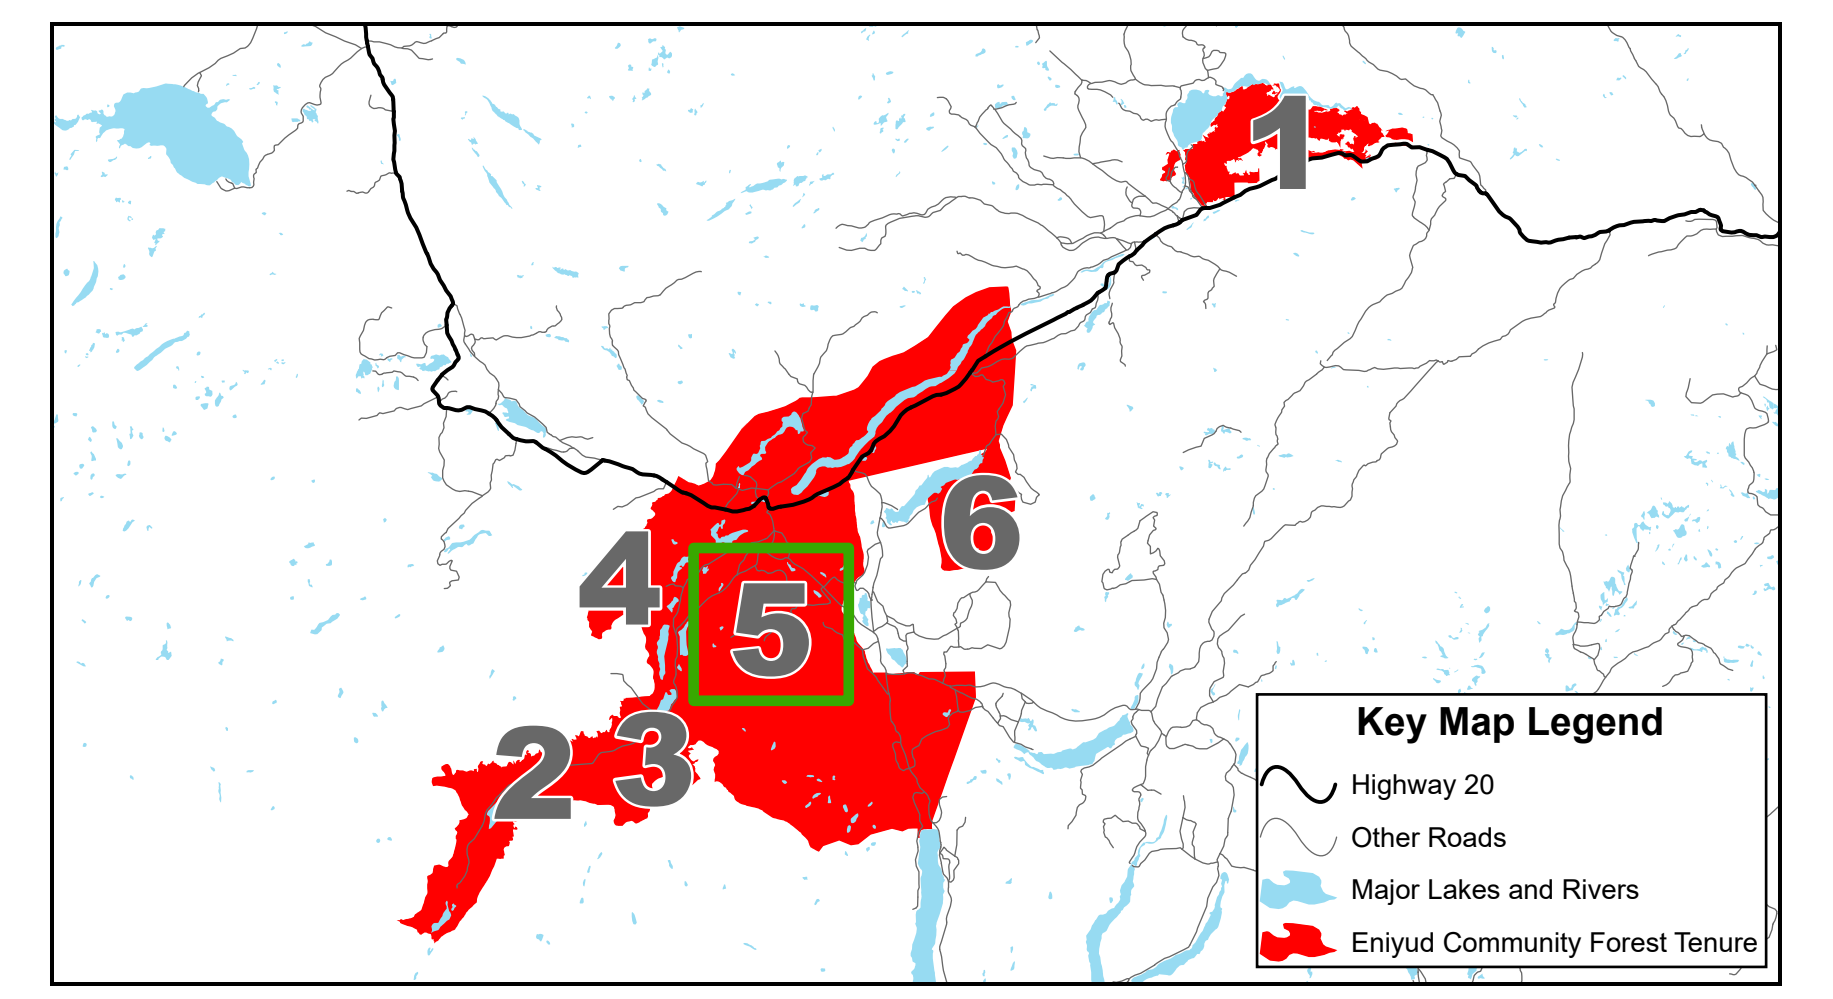 1
6
4
5
2
3
Key Map Legend
Highway 20
Other Roads
Major Lakes and Rivers
Eniyud Community Forest Tenure